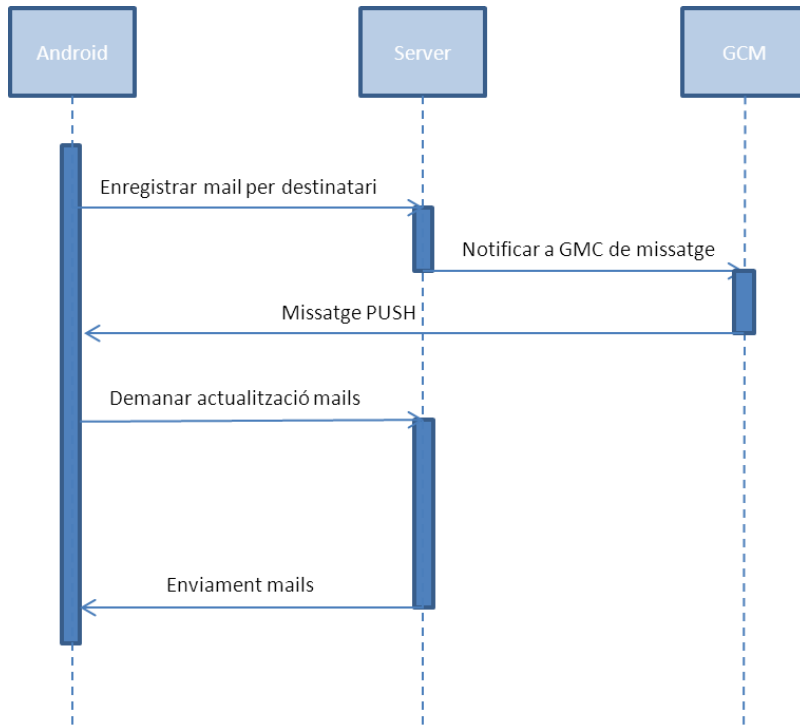 Android
Server
GCM
Enregistrar mail per destinatari
Notificar a GMC de missatge
Missatge PUSH
Demanar actualització mails
Enviament mails